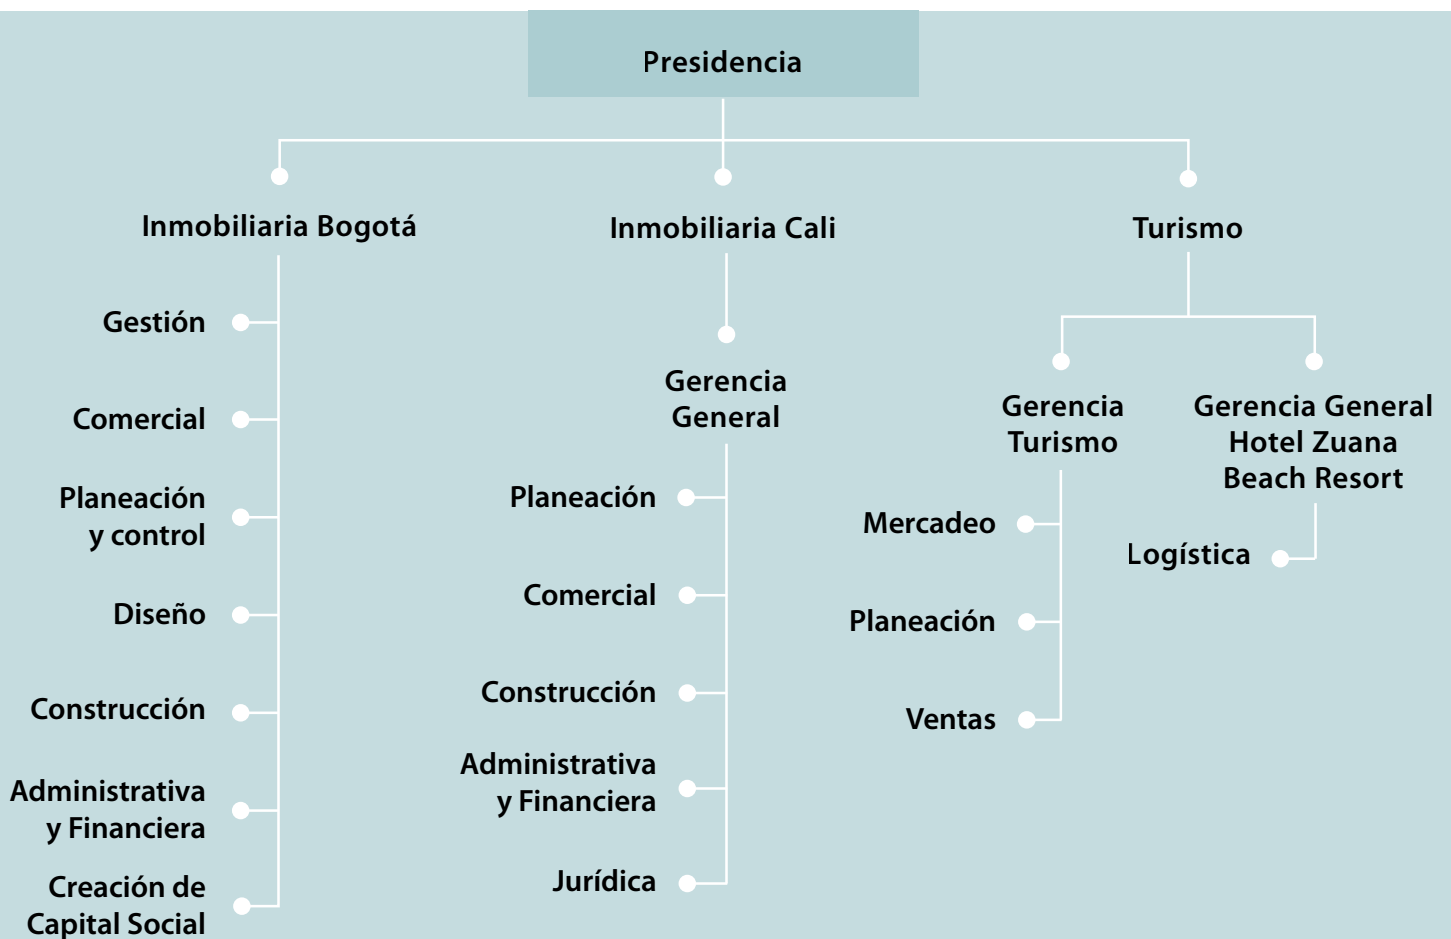 Presidencia
Inmobiliaria Bogotá
Gestión
Comercial
Planeación
y control
Diseño
Construcción
Administrativa
y Financiera
Creación de
Capital Social
Inmobiliaria Cali
Gerencia
General
Planeación
Comercial
Construcción
Administrativa
y Financiera
Jurídica
Turismo
Gerencia
Turismo
Mercadeo
Planeación
Ventas
Gerencia General
Hotel Zuana
Beach Resort
Logística